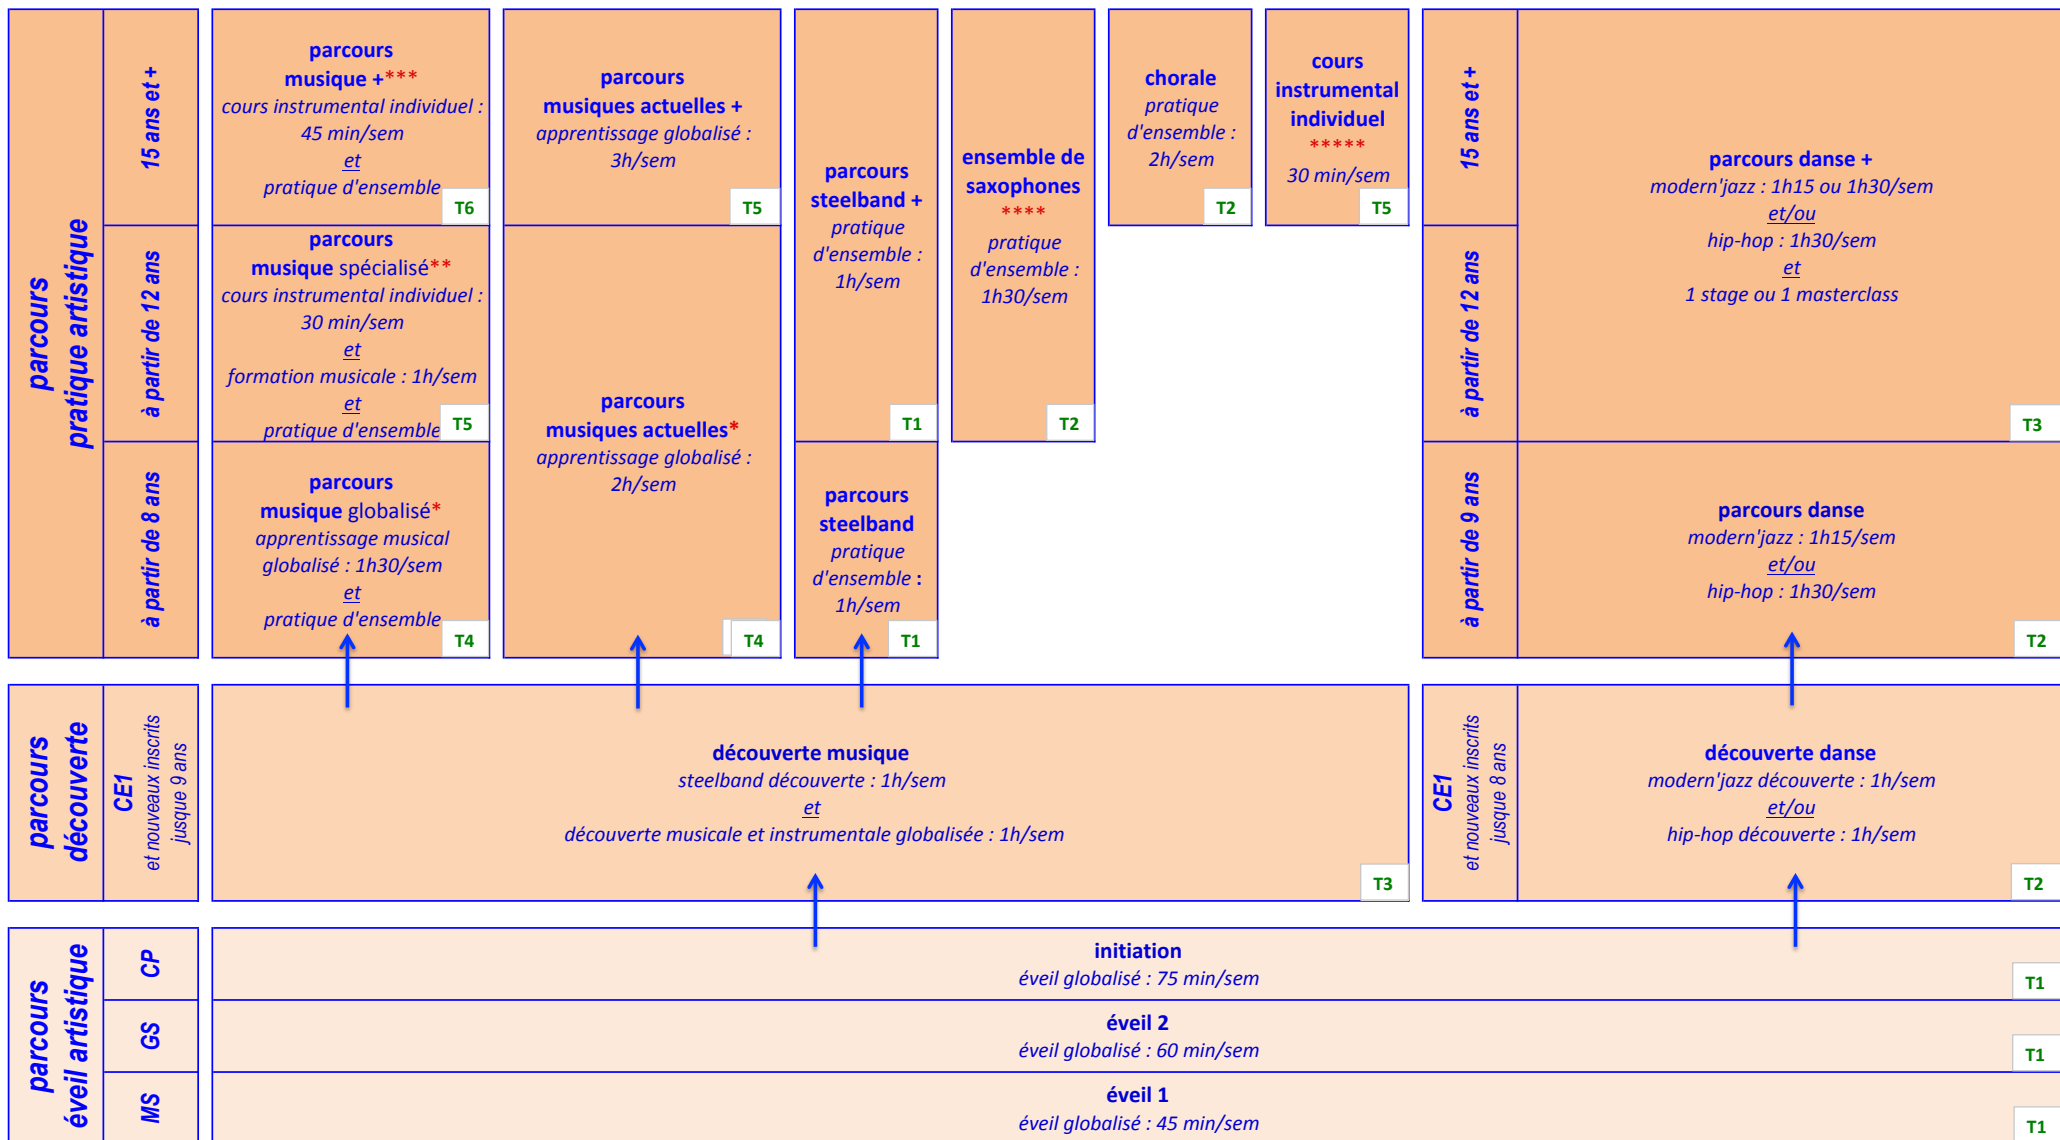 parcours
pratique artistique
15 ans et +
à partir de 12 ans
à partir de 8 ans
parcours
musique +***
cours instrumental individuel :
45 min/sem
et
pratique d'ensemble
T6
parcours
musique spécialisé**
cours instrumental individuel :
30 min/sem
et
formation musicale : 1h/sem
et
pratique d'ensemble
T5
parcours
musique globalisé*
apprentissage musical
globalisé : 1h30/sem
et
pratique d'ensemble
T4
parcours
musiques actuelles +
apprentissage globalisé :
3h/sem
T5
parcours
musiques actuelles*
apprentissage globalisé :
2h/sem
T4
parcours
steelband +
pratique
d'ensemble :
1h/sem
T1
parcours
steelband
pratique
d'ensemble :
1h/sem
T1
ensemble de
saxophones
****
pratique
d'ensemble :
1h30/sem
T2
chorale
pratique
d'ensemble :
2h/sem
T2
cours
instrumental
individuel
*****
30 min/sem
T5
15 ans et +
à partir de 12 ans
à partir de 9 ans
parcours danse +
modern'jazz : 1h15 ou 1h30/sem
et/ou
hip-hop : 1h30/sem
et
1 stage ou 1 masterclass
T3
parcours danse
modern'jazz : 1h15/sem
et/ou
hip-hop : 1h30/sem
T2
parcours
découverte
CE1
et nouveaux inscrits
jusque 9 ans
découverte musique
steelband découverte : 1h/sem
et
découverte musicale et instrumentale globalisée : 1h/sem
T3
CE1
et nouveaux inscrits
jusque 8 ans
découverte danse
modern'jazz découverte : 1h/sem
et/ou
hip-hop découverte : 1h/sem
T2
parcours
éveil artistique
CP
initiation
éveil globalisé : 75 min/sem
T1
GS
éveil 2
éveil globalisé : 60 min/sem
T1
MS
éveil 1
éveil globalisé : 45 min/sem
T1